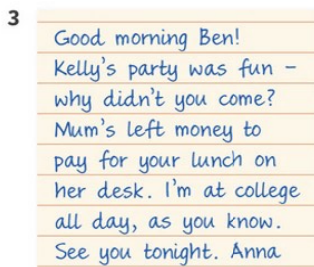 3
Good morning Ben!
Kelly's party was fun –
why didn't you come?
Mum's left money to
pay for your lunch on
her desk. I'm at college
all day, as you know.
See you tonight. Anna